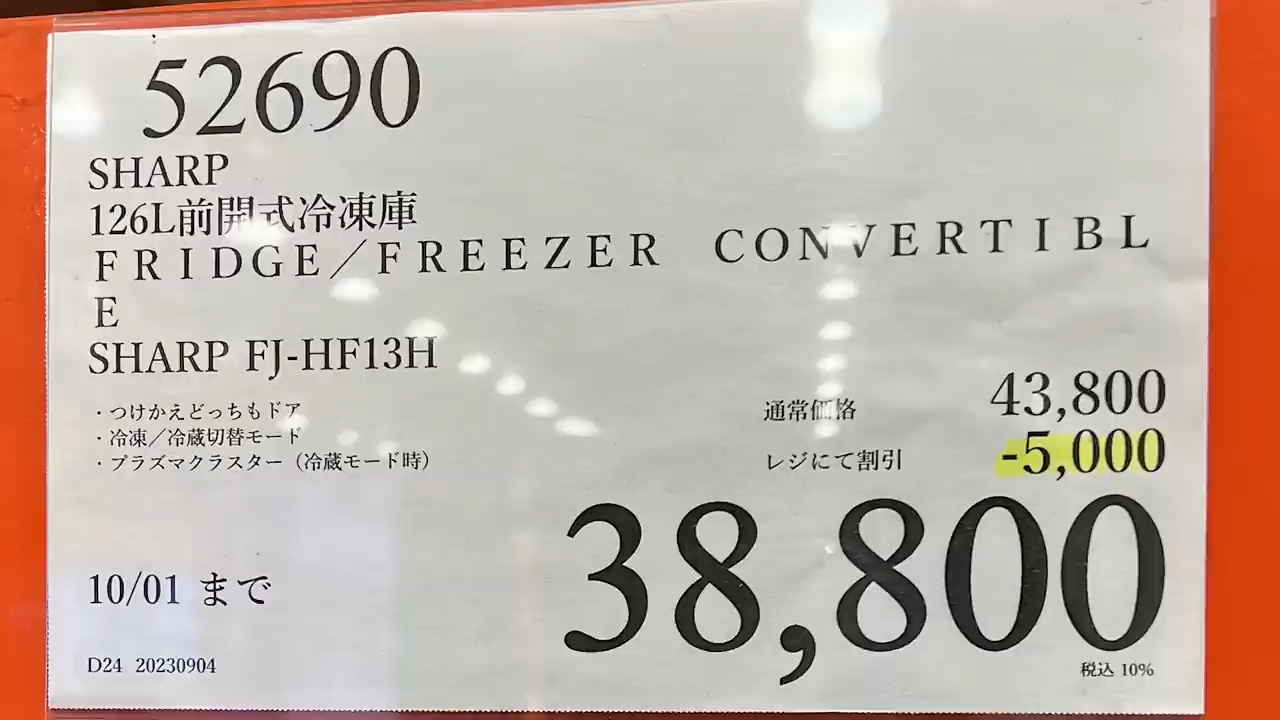 52690
SHARP
126L前開式冷凍庫
FRIDGE／FREEZER CONVERTIBL
E
SHARP FJ-HF13H
・つけかえどっちもドア
・冷凍／冷蔵切替モード
・プラズマクラスター（冷蔵モード時）
通常価格 43,800
レジにて割引 -5,000
38,800
税込 10%
10/01 まで
D24 20230904